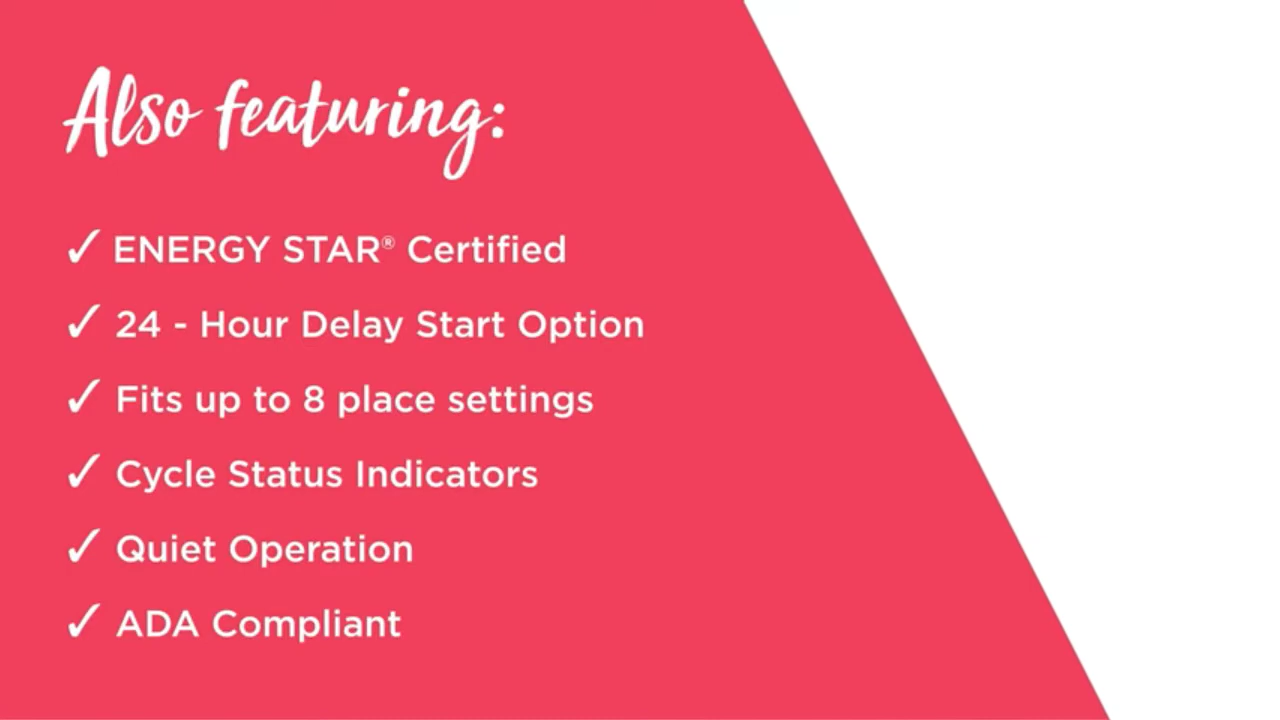 Also featuring:
✓ ENERGY STAR® Certified
✓ 24 - Hour Delay Start Option
✓ Fits up to 8 place settings
✓ Cycle Status Indicators
✓ Quiet Operation
✓ ADA Compliant